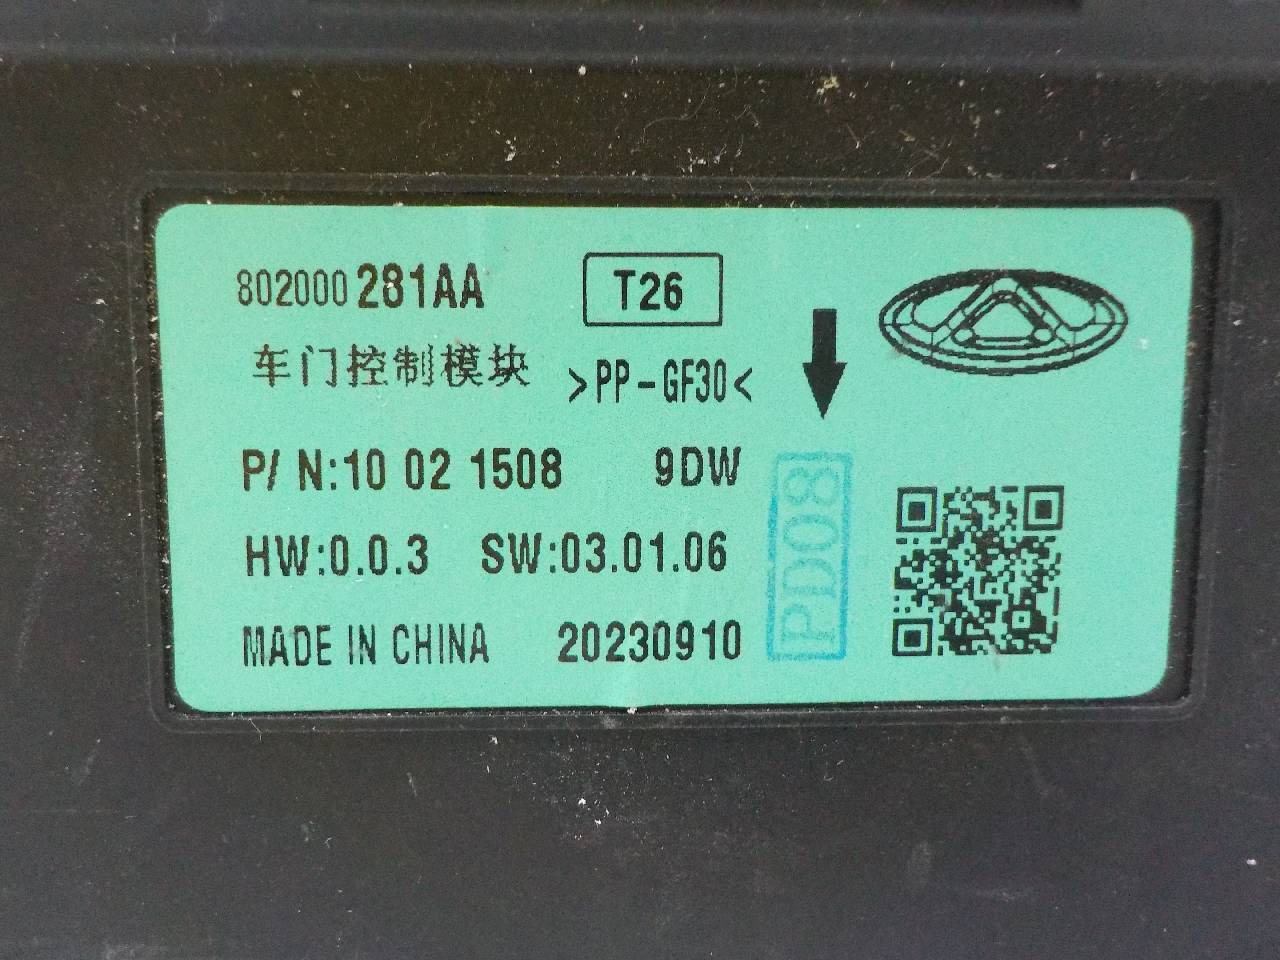 802000281AA
T26
车门控制模块
>PP-GF30<
P/N:10 02 1508 9DW
HW:0.0.3 SW:03.01.06
MADE IN CHINA 20230910
PD08